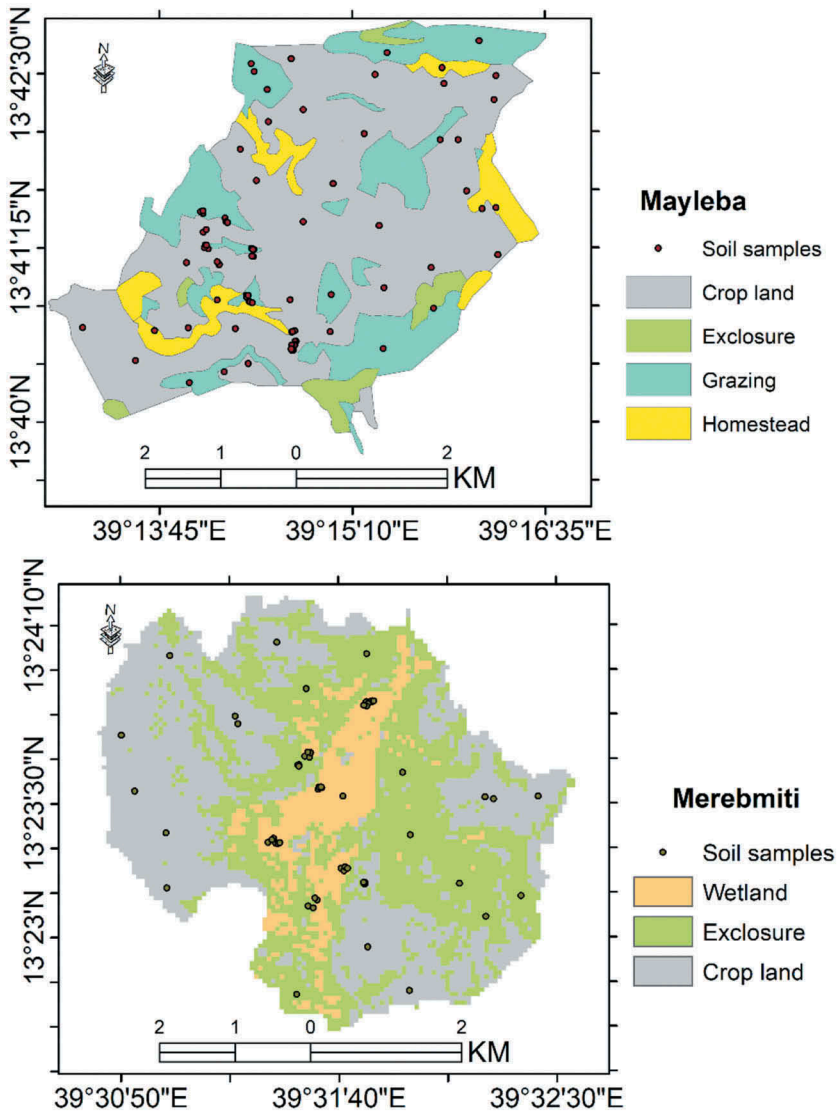 N
13°42'30"N
13°41'15"N
13°40'N
2 1 0 2
KM
39°13'45"E 39°15'10"E 39°16'35"E
Mayleba
Soil samples
Crop land
Exclosure
Grazing
Homestead
N
13°24'10"N
13°23'30"N
13°23'N
2 1 0 2
KM
39°30'50"E 39°31'40"E 39°32'30"E
Merebmiti
Soil samples
Wetland
Exclosure
Crop land